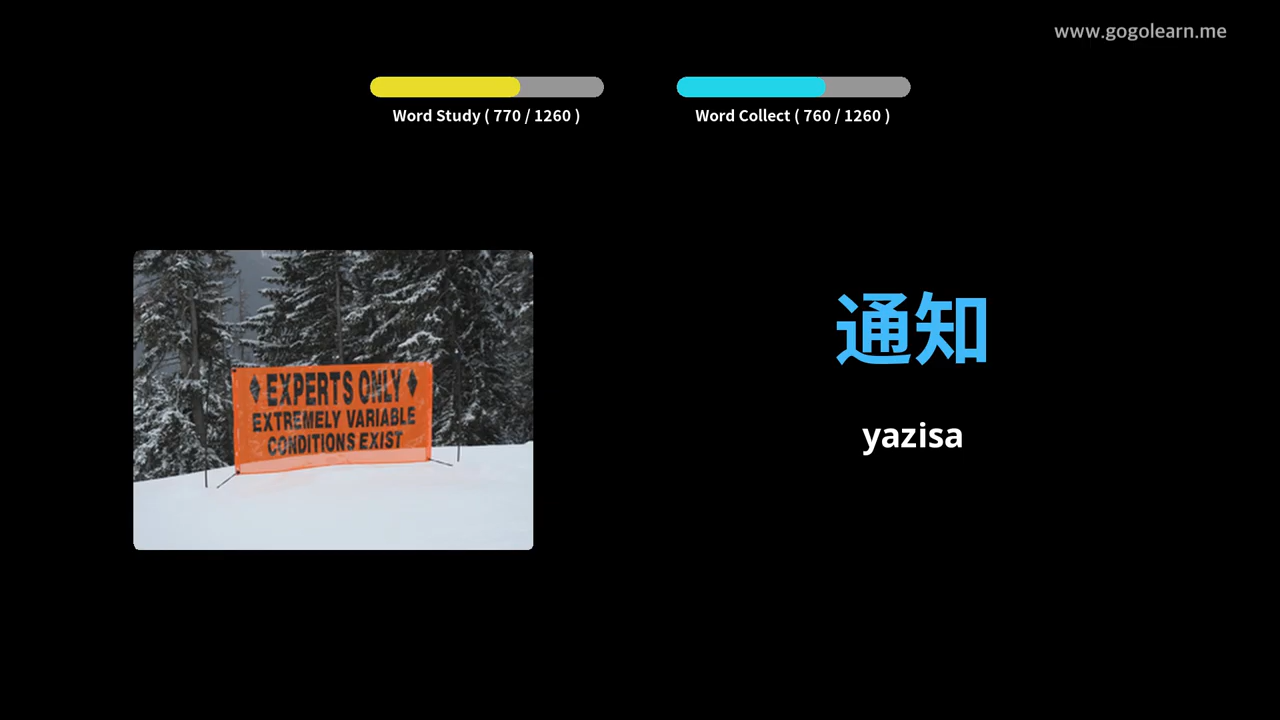 www.gogolearn.me
Word Study ( 770 / 1260 )
Word Collect ( 760 / 1260 )
EXPERTS ONLY
EXTREMELY VARIABLE
CONDITIONS EXIST
通知
yazisa